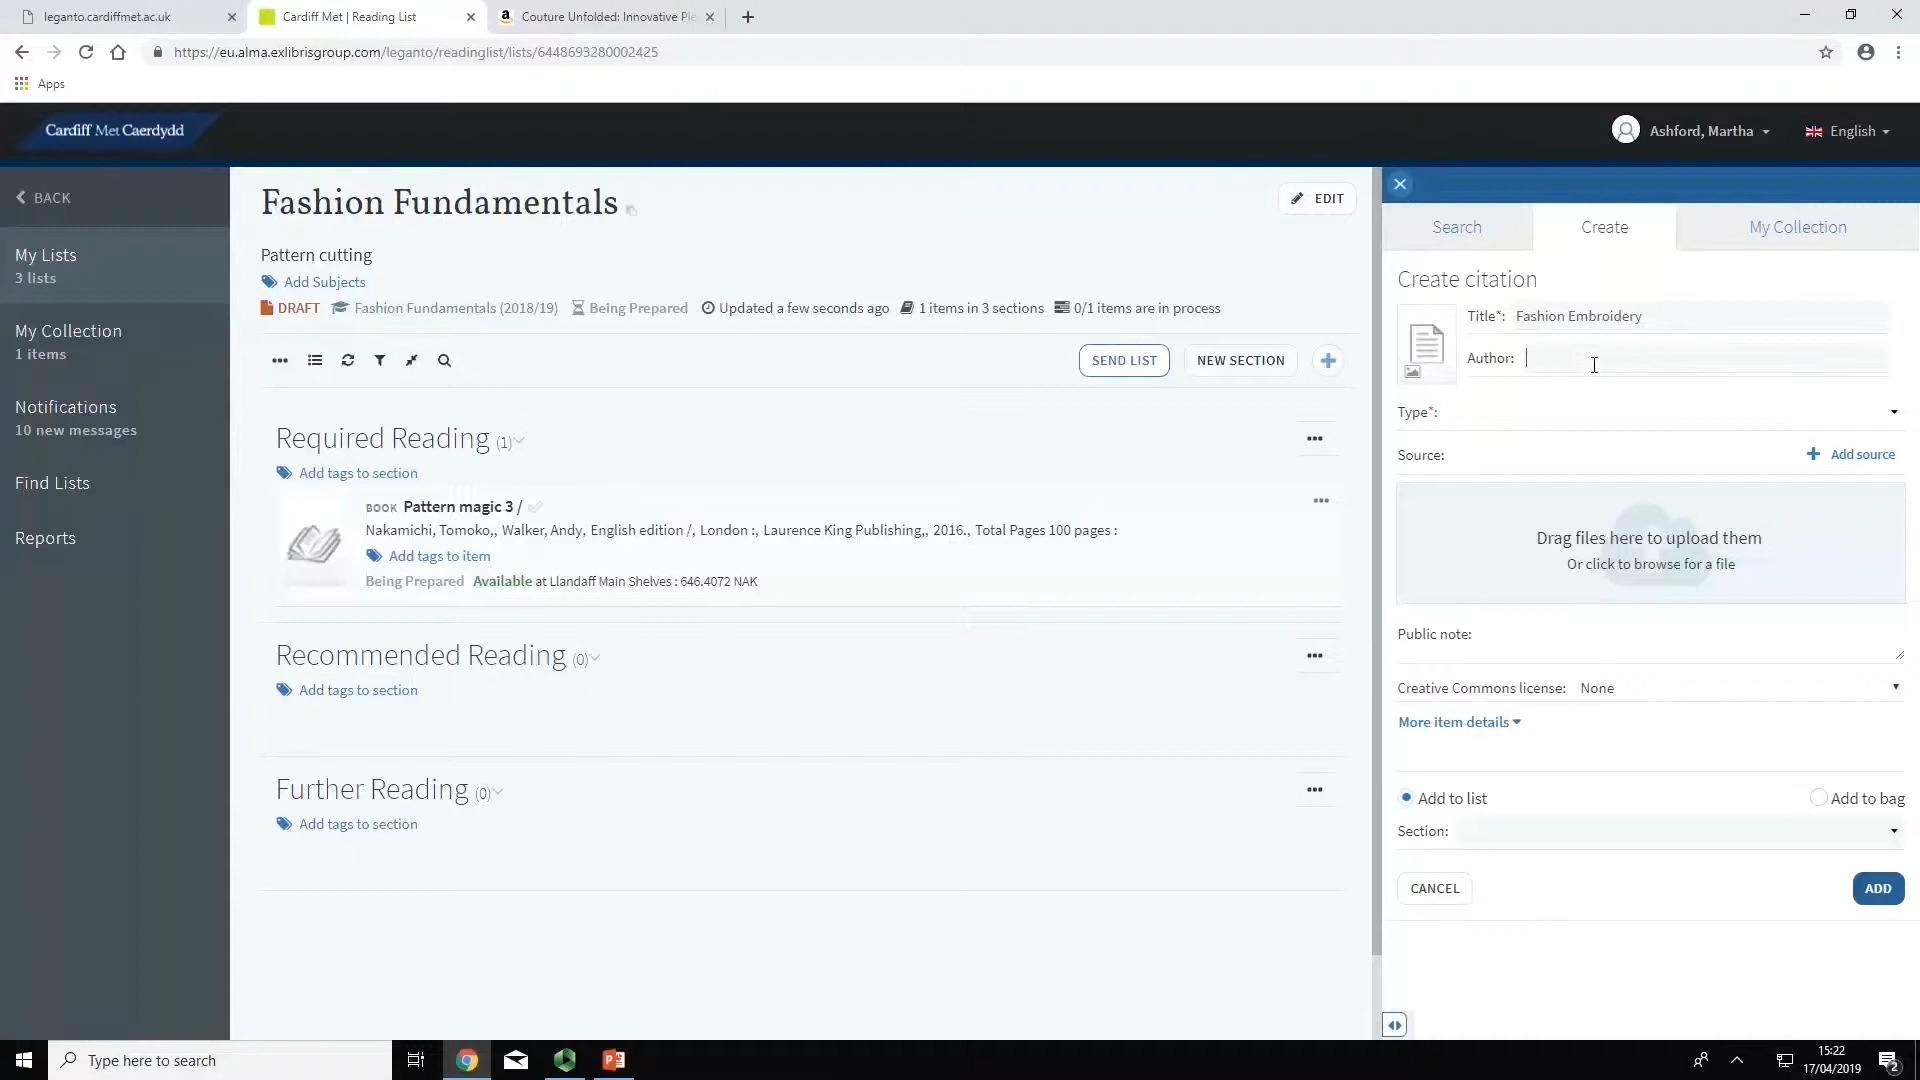 leganto.cardiffmet.ac.uk
Cardiff Met | Reading List
Couture Unfolded: Innovative Ple
https://eu.alma.exlibrisgroup.com/leganto/readinglist/lists/6448693280002425
Apps
Cardiff Met Caerdydd
Ashford, Martha
English
BACK
My Lists
3 lists
My Collection
1 items
Notifications
10 new messages
Find Lists
Reports
Fashion Fundamentals
EDIT
Pattern cutting
Add Subjects
DRAFT Fashion Fundamentals (2018/19) Being Prepared Updated a few seconds ago 1 items in 3 sections 0/1 items are in process
SEND LIST
NEW SECTION
Required Reading (1)
Add tags to section
BOOK Pattern magic 3 /
Nakamichi, Tomoko,, Walker, Andy, English edition /, London :, Laurence King Publishing,, 2016., Total Pages 100 pages :
Add tags to item
Being Prepared Available at Llandaff Main Shelves : 646.4072 NAK
Recommended Reading (0)
Add tags to section
Further Reading (0)
Add tags to section
Search
Create
My Collection
Create citation
Title*: Fashion Embroidery
Author:
Type*:
Source:
Add source
Drag files here to upload them
Or click to browse for a file
Public note:
Creative Commons license: None
More item details
Add to list
Add to bag
Section:
CANCEL
ADD
Type here to search
15:22
17/04/2019
2